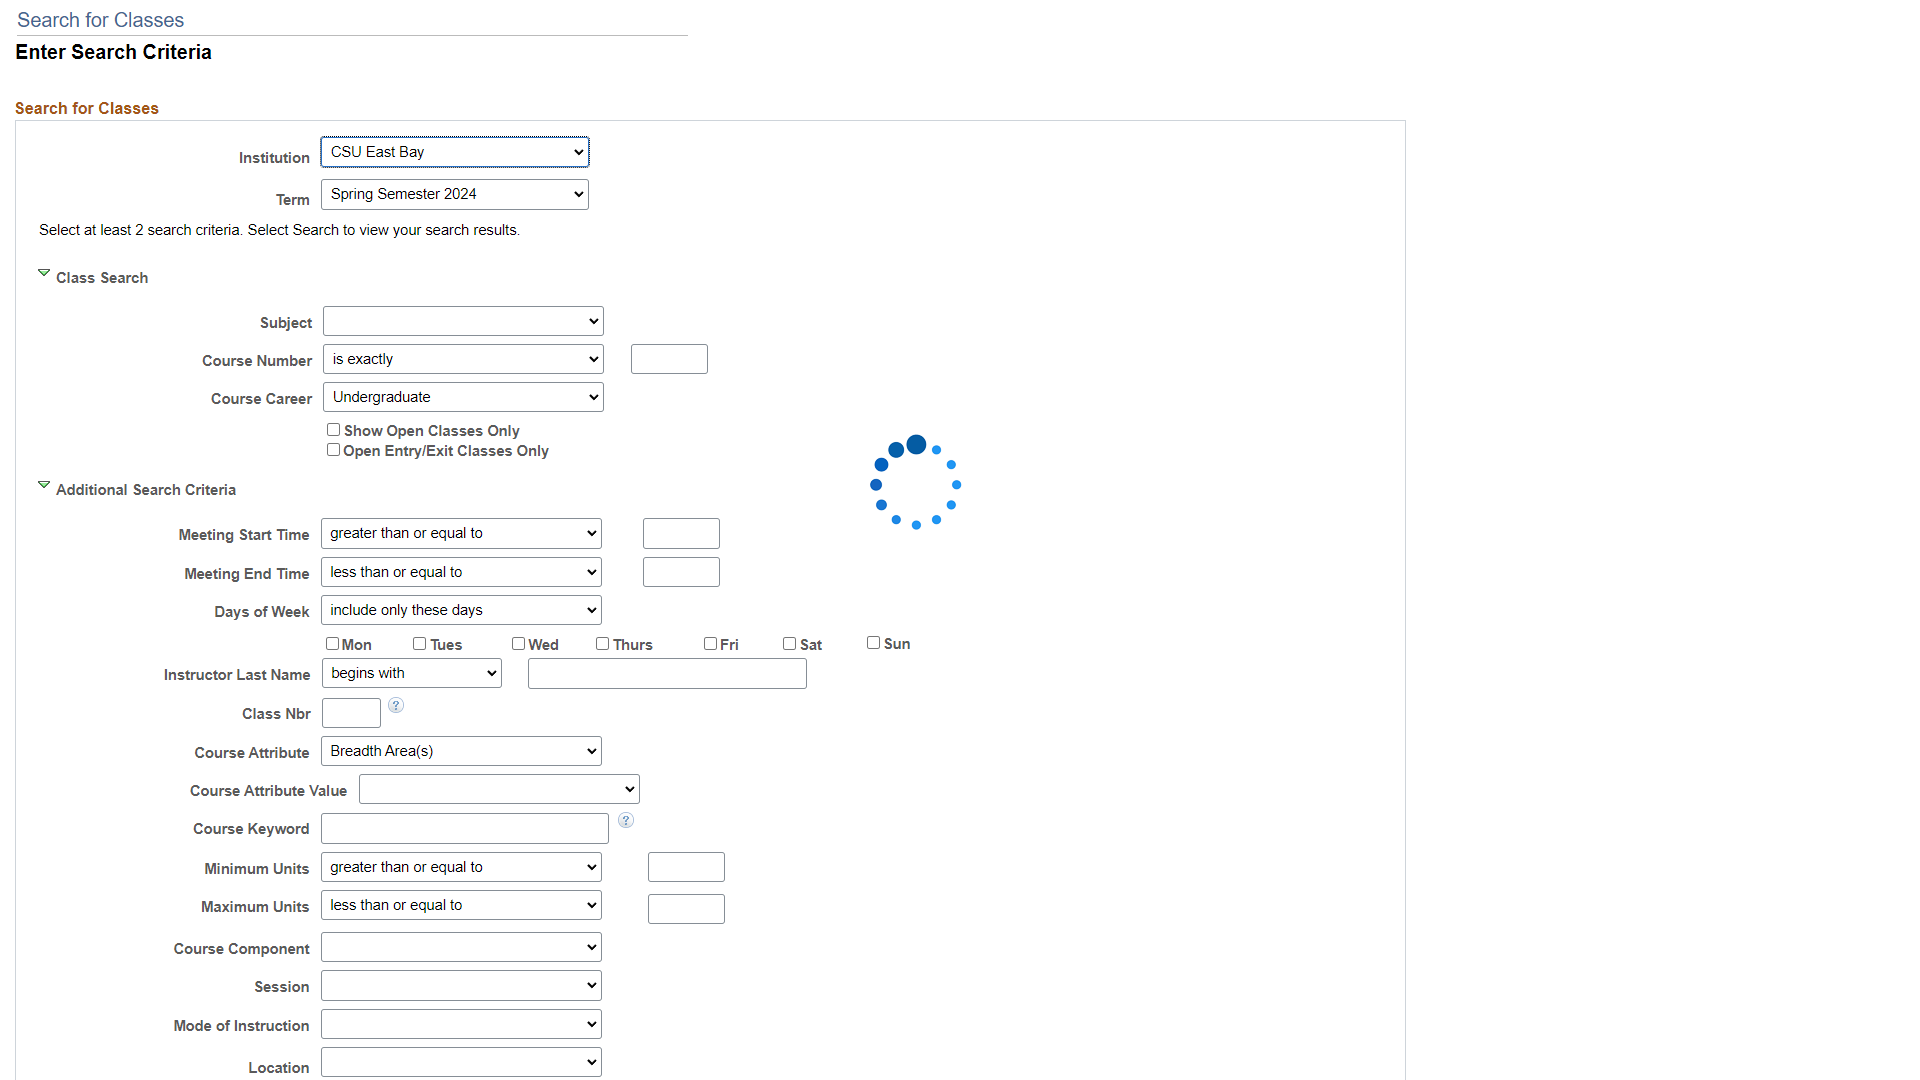 Search for Classes
Enter Search Criteria
Search for Classes
Institution CSU East Bay
Term Spring Semester 2024
Select at least 2 search criteria. Select Search to view your search results.
Class Search
Subject
Course Number is exactly
Course Career Undergraduate
Show Open Classes Only
Open Entry/Exit Classes Only
Additional Search Criteria
Meeting Start Time greater than or equal to
Meeting End Time less than or equal to
Days of Week include only these days
Mon Tues Wed Thurs Fri Sat Sun
Instructor Last Name begins with
Class Nbr ?
Course Attribute Breadth Area(s)
Course Attribute Value
Course Keyword ?
Minimum Units greater than or equal to
Maximum Units less than or equal to
Course Component
Session
Mode of Instruction
Location